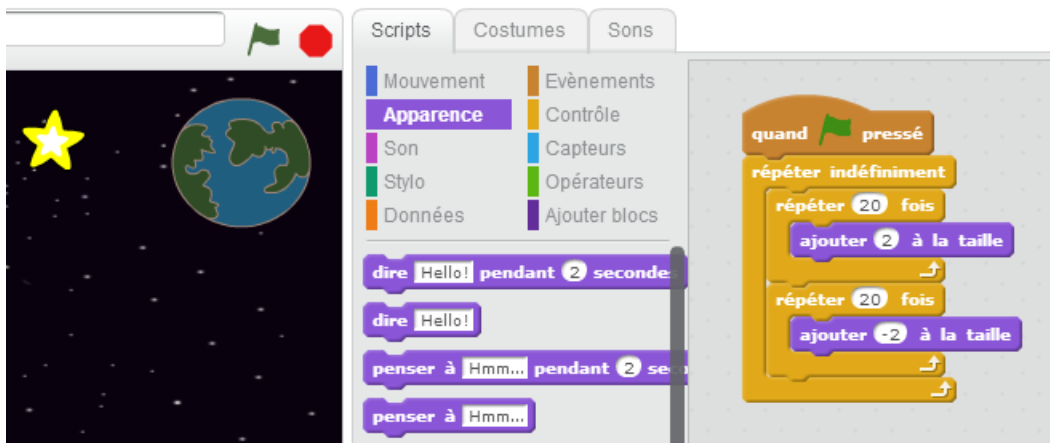 Scripts Costumes Sons
Mouvement Evènements
Apparence Contrôle
Son Capteurs
Stylo Opérateurs
Données Ajouter blocs
dire Hello! pendant 2 secondes
dire Hello!
penser à Hmm... pendant 2 sec
penser à Hmm...
quand pressé
répéter indéfiniment
répéter 20 fois
ajouter 2 à la taille
répéter 20 fois
ajouter -2 à la taille